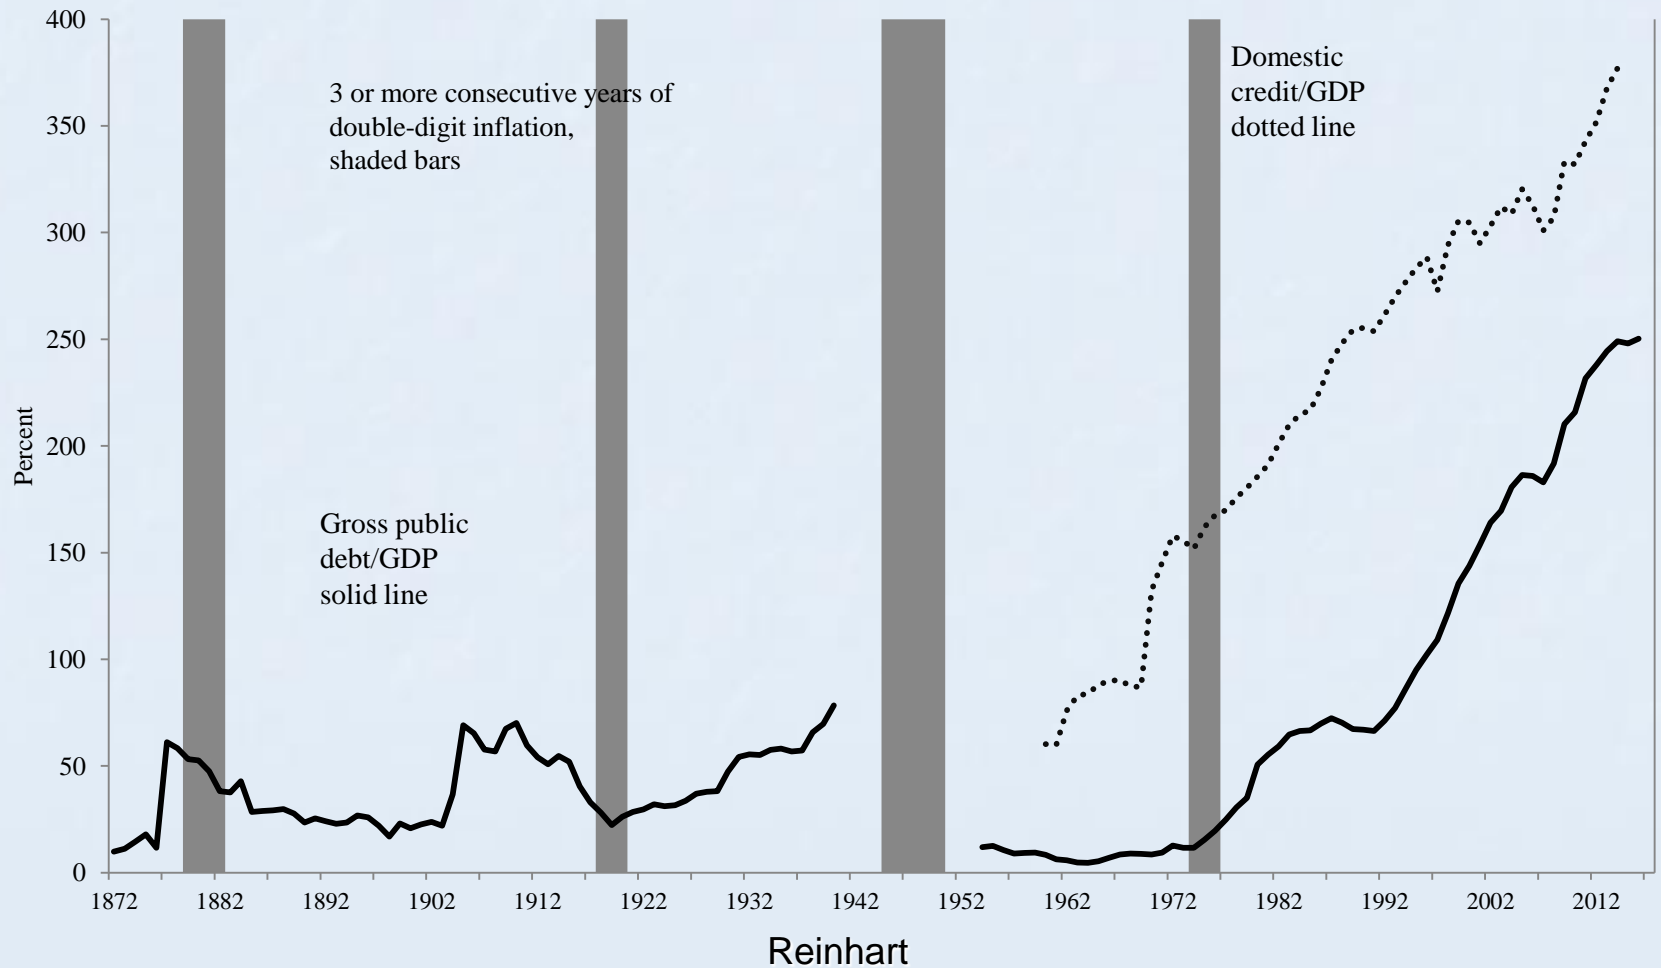 400
350
300
250
200
150
100
50
0
Percent
3 or more consecutive years of
double-digit inflation,
shaded bars
Domestic
credit/GDP
dotted line
Gross public
debt/GDP
solid line
1872 1882 1892 1902 1912 1922 1932 1942 1952 1962 1972 1982 1992 2002 2012
Reinhart